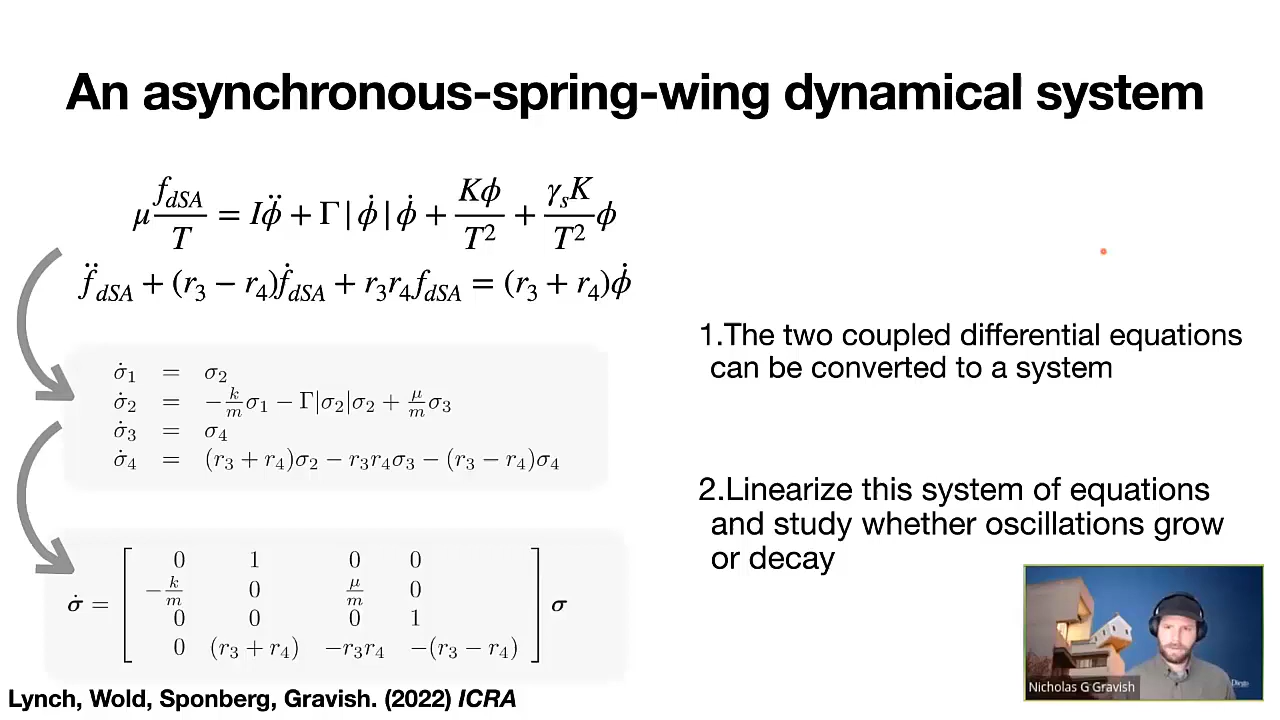 An asynchronous-spring-wing dynamical system
μ f_dSA/T = Iϕ̈ + Γ|ϕ̇|ϕ̇ + Kϕ/T² + γ_sK/T² ϕ
f̈_dSA + (r₃ − r₄)ḟ_dSA + r₃r₄f_dSA = (r₃ + r₄)ϕ̇
σ̇₁ = σ₂
σ̇₂ = −k/m σ₁ − Γ|σ₂|σ₂ + μ/m σ₃
σ̇₃ = σ₄
σ̇₄ = (r₃ + r₄)σ₂ − r₃r₄σ₃ − (r₃ − r₄)σ₄
0 1 0 0
−k/m 0 μ/m 0
σ̇ = σ
0 0 0 1
0 (r₃ + r₄) −r₃r₄ −(r₃ − r₄)
1.The two coupled differential equations
can be converted to a system
2.Linearize this system of equations
and study whether oscillations grow
or decay
Nicholas G Gravish
Diego
Lynch, Wold, Sponberg, Gravish. (2022) ICRA